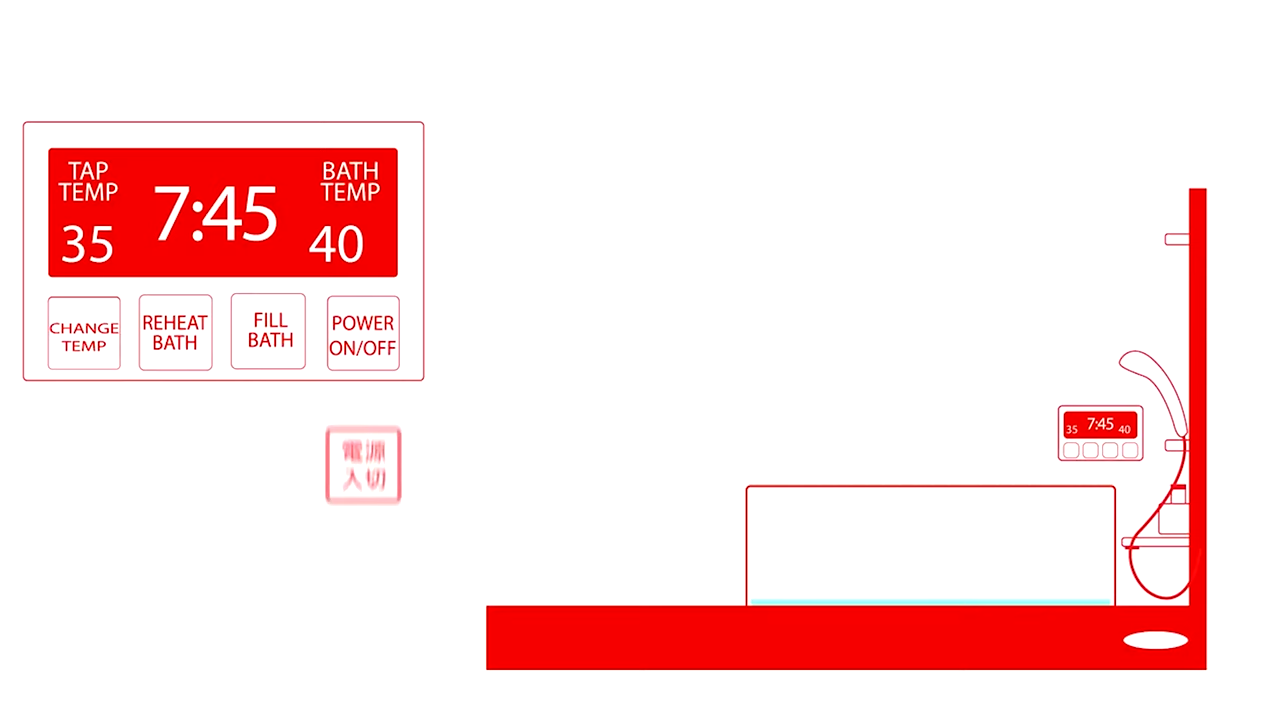 TAP
TEMP
35
7:45
BATH
TEMP
40
CHANGE
TEMP
REHEAT
BATH
FILL
BATH
POWER
ON/OFF
電源
入切
35 7:45 40